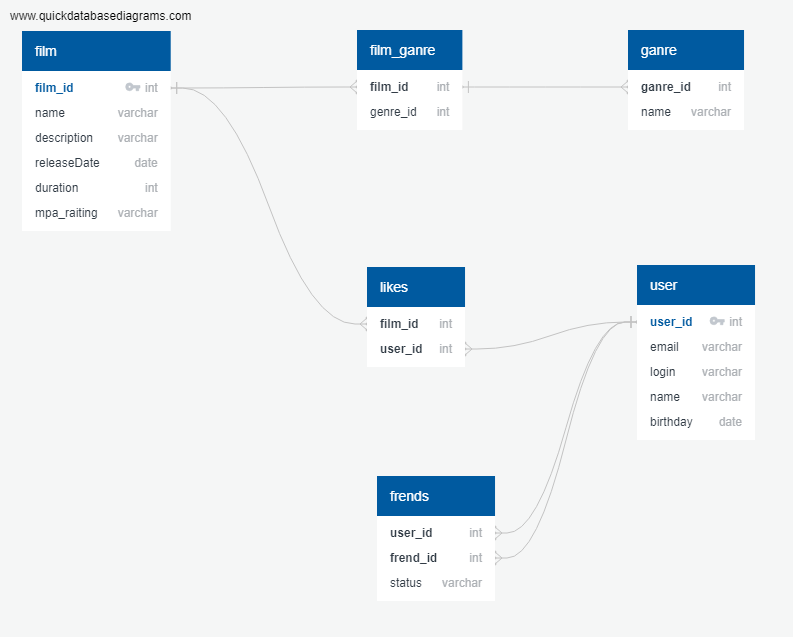 www.quickdatabasediagrams.com
film
film_id int
name varchar
description varchar
releaseDate date
duration int
mpa_raiting varchar
film_ganre
film_id int
genre_id int
ganre
ganre_id int
name varchar
likes
film_id int
user_id int
user
user_id int
email varchar
login varchar
name varchar
birthday date
frends
user_id int
frend_id int
status varchar